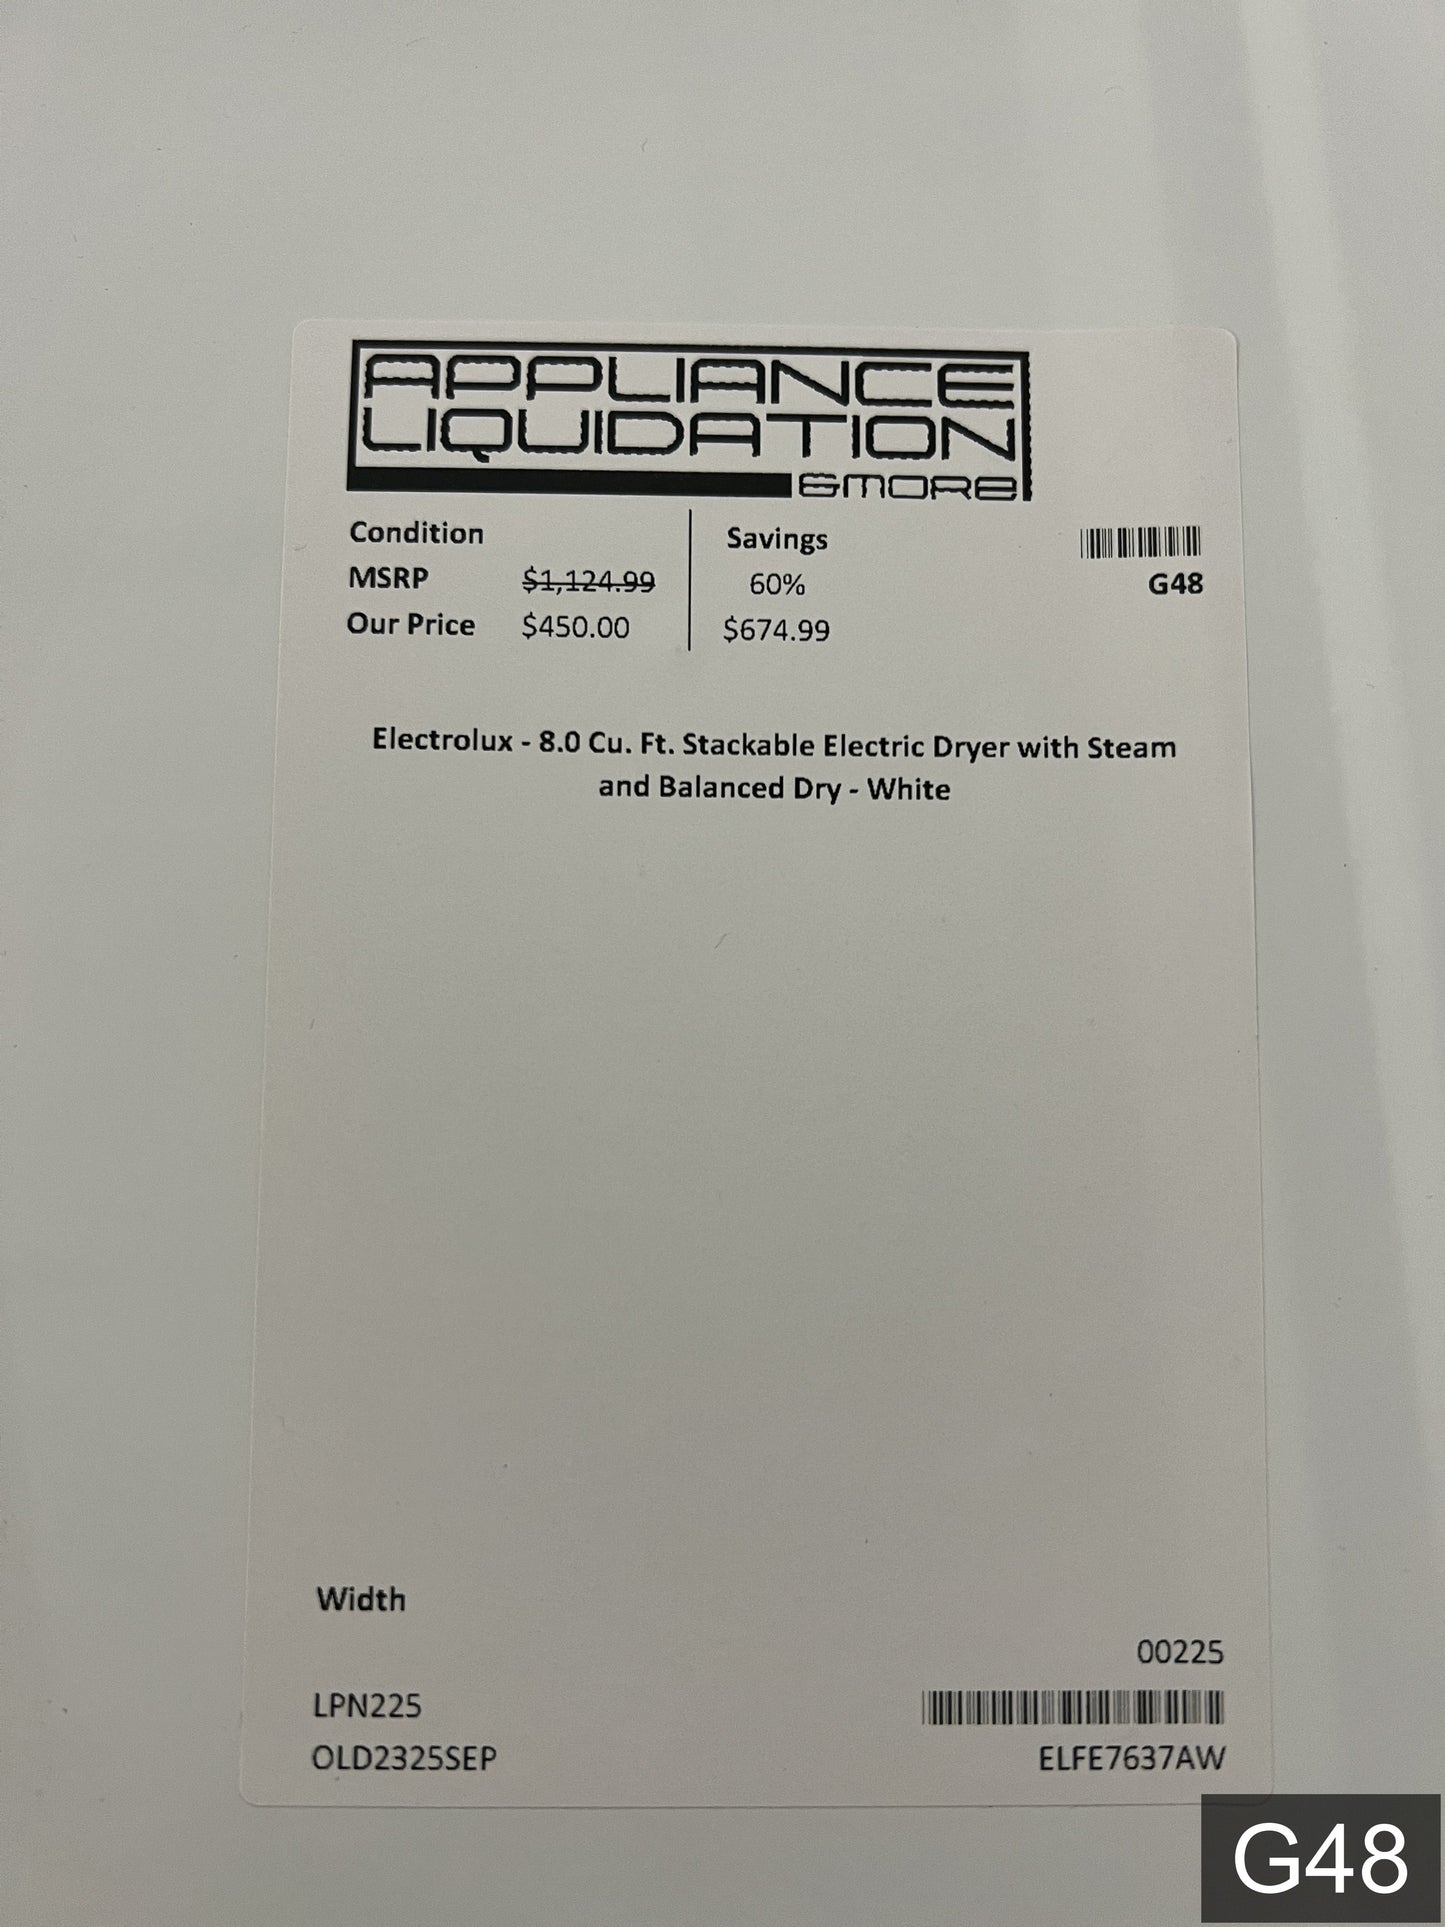 APPLIANCE
LIQUIDATION
&MORE
Condition
MSRP $1,124.99
Our Price $450.00
Savings
60%
$674.99
G48
Electrolux - 8.0 Cu. Ft. Stackable Electric Dryer with Steam
and Balanced Dry - White
Width
00225
LPN225
OLD2325SEP
ELFE7637AW
G48